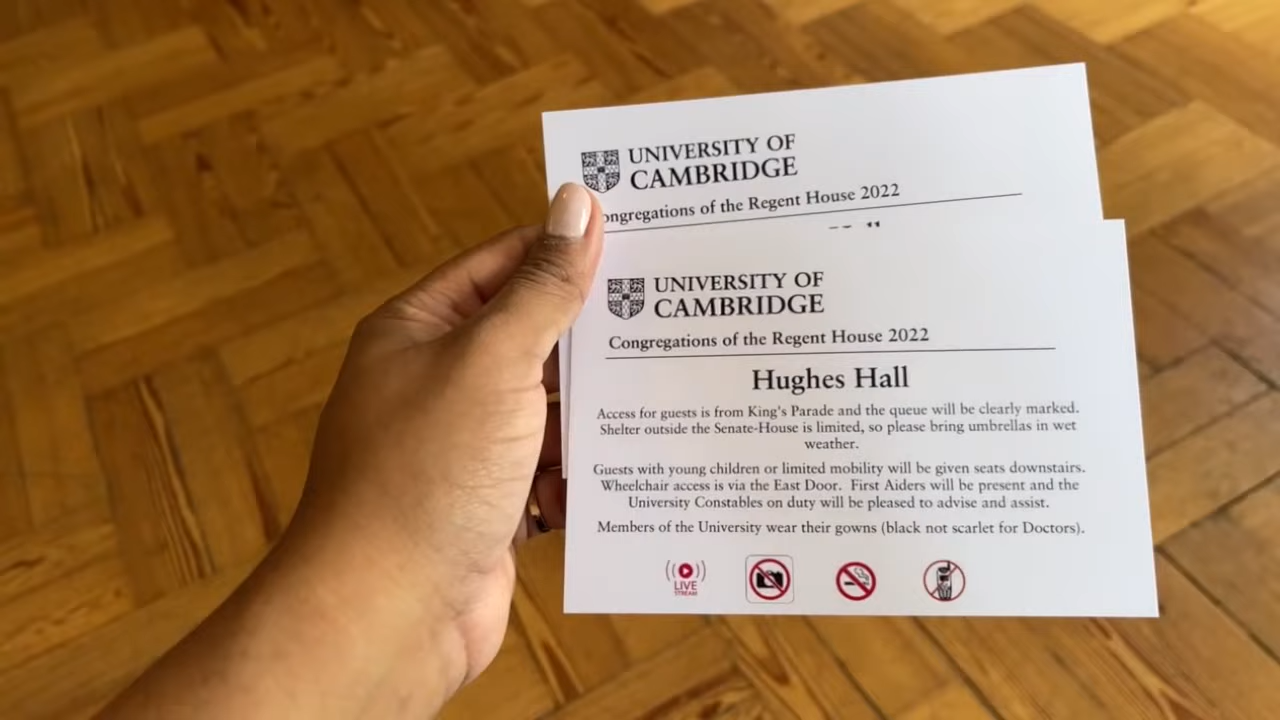 UNIVERSITY OF
CAMBRIDGE
ongregations of the Regent House 2022
UNIVERSITY OF
CAMBRIDGE
Congregations of the Regent House 2022
Hughes Hall
Access for guests is from King's Parade and the queue will be clearly marked.
Shelter outside the Senate-House is limited, so please bring umbrellas in wet
weather.
Guests with young children or limited mobility will be given seats downstairs.
Wheelchair access is via the East Door. First Aiders will be present and the
University Constables on duty will be pleased to advise and assist.
Members of the University wear their gowns (black not scarlet for Doctors).
LIVE
STREAM